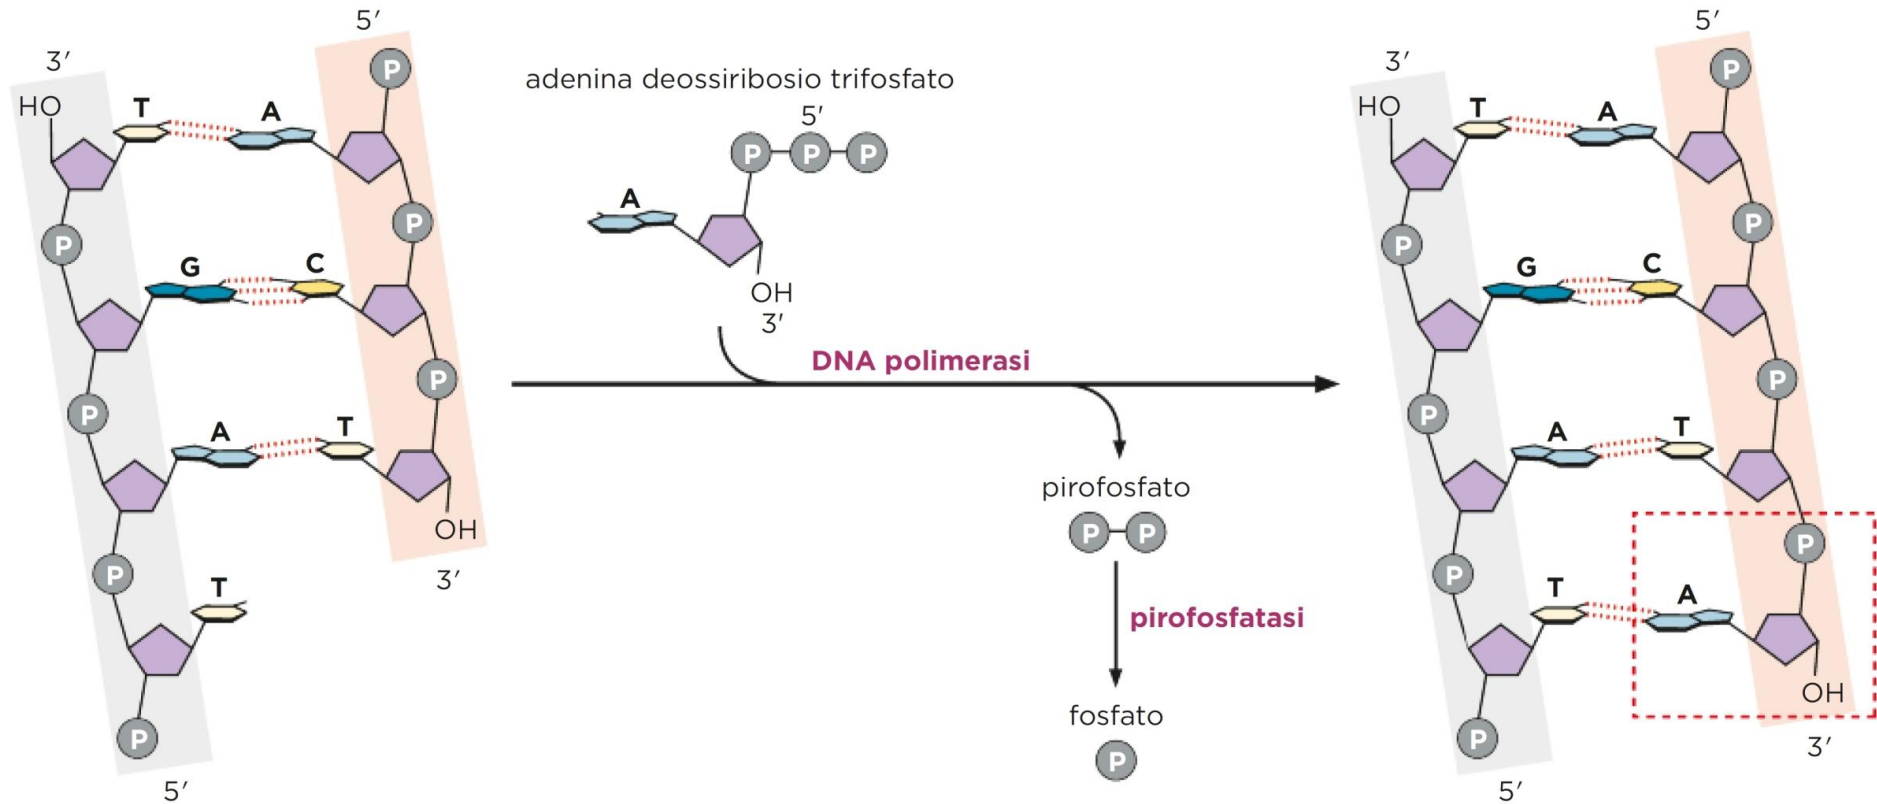 3′
HO
T
A
5′
P
P
G
C
P
P
A
T
P
OH
3′
P
T
P
5′
adenina deossiribosio trifosfato
5′
P P P
A
OH
3′
DNA polimerasi
pirofosfato
P P
pirofosfatasi
fosfato
P
3′
HO
T
A
5′
P
P
G
C
P
P
A
T
P
P
P
T
A
OH
3′
P
5′